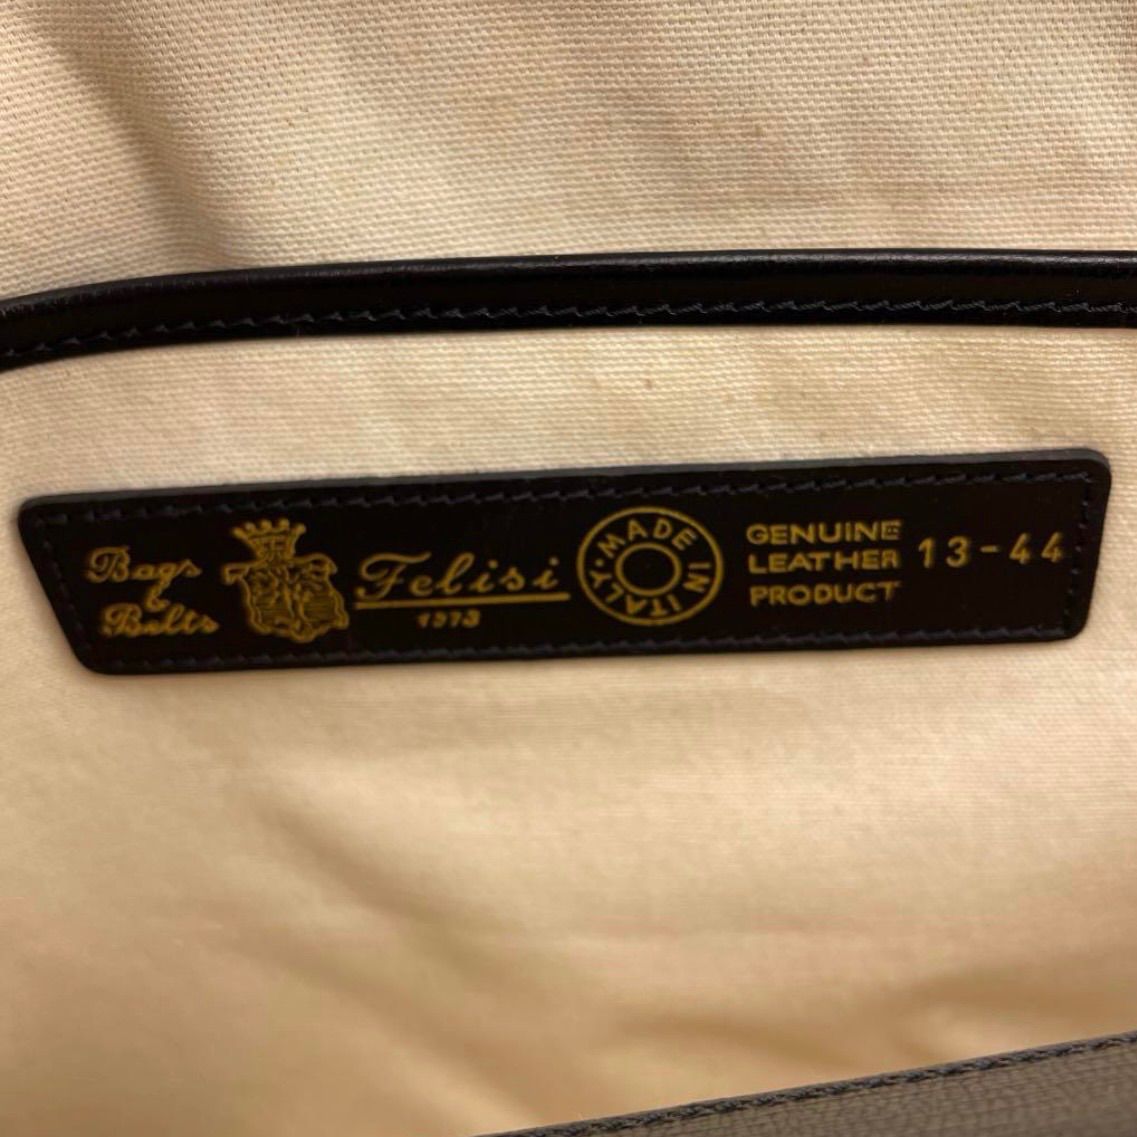 Bags
&
Belts
Felisi
1973
MADE IN ITALY
GENUINE
LEATHER
PRODUCT
13-44